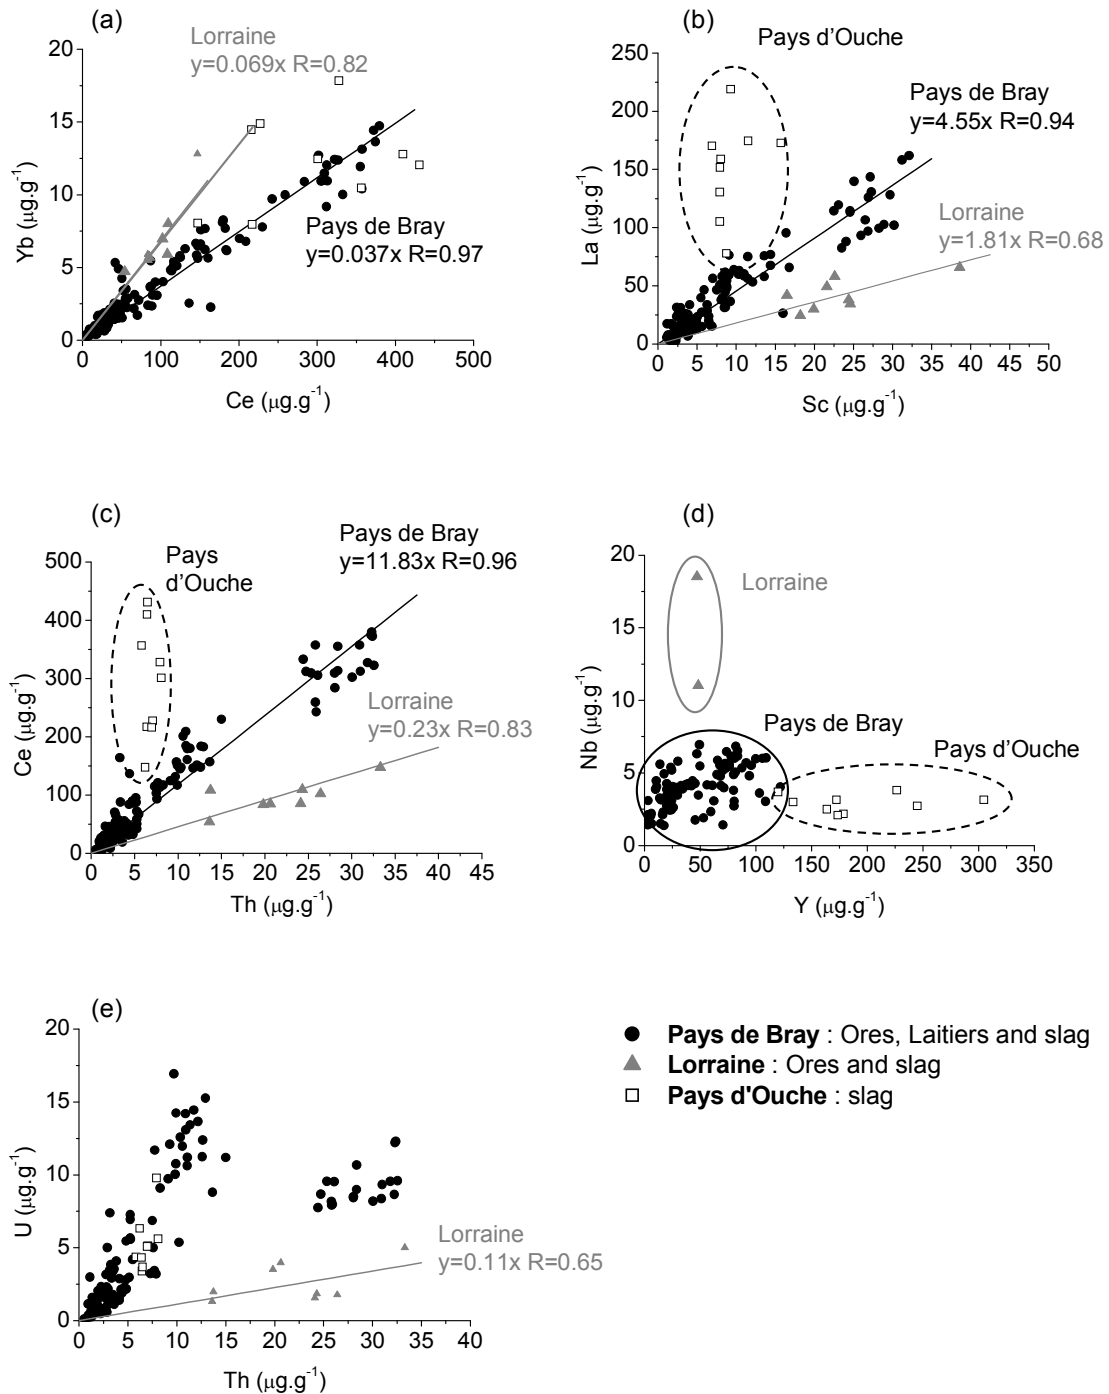 (a)
Lorraine
y=0.069x R=0.82
20
15
10
5
0
Yb (μg.g⁻¹)
Pays de Bray
y=0.037x R=0.97
0 100 200 300 400 500
Ce (μg.g⁻¹)
(b)
Pays d'Ouche
250
200
150
100
50
0
La (μg.g⁻¹)
Pays de Bray
y=4.55x R=0.94
Lorraine
y=1.81x R=0.68
0 5 10 15 20 25 30 35 40 45 50
Sc (μg.g⁻¹)
(c)
Pays de Bray
y=11.83x R=0.96
Pays
d'Ouche
500
400
300
200
100
0
Ce (μg.g⁻¹)
Lorraine
y=0.23x R=0.83
0 5 10 15 20 25 30 35 40 45
Th (μg.g⁻¹)
(d)
20
15
10
5
0
Nb (μg.g⁻¹)
Lorraine
Pays de Bray
Pays d'Ouche
0 50 100 150 200 250 300 350
Y (μg.g⁻¹)
(e)
20
15
10
5
0
U (μg.g⁻¹)
Lorraine
y=0.11x R=0.65
0 5 10 15 20 25 30 35 40
Th (μg.g⁻¹)
Pays de Bray : Ores, Laitiers and slag
Lorraine : Ores and slag
Pays d'Ouche : slag